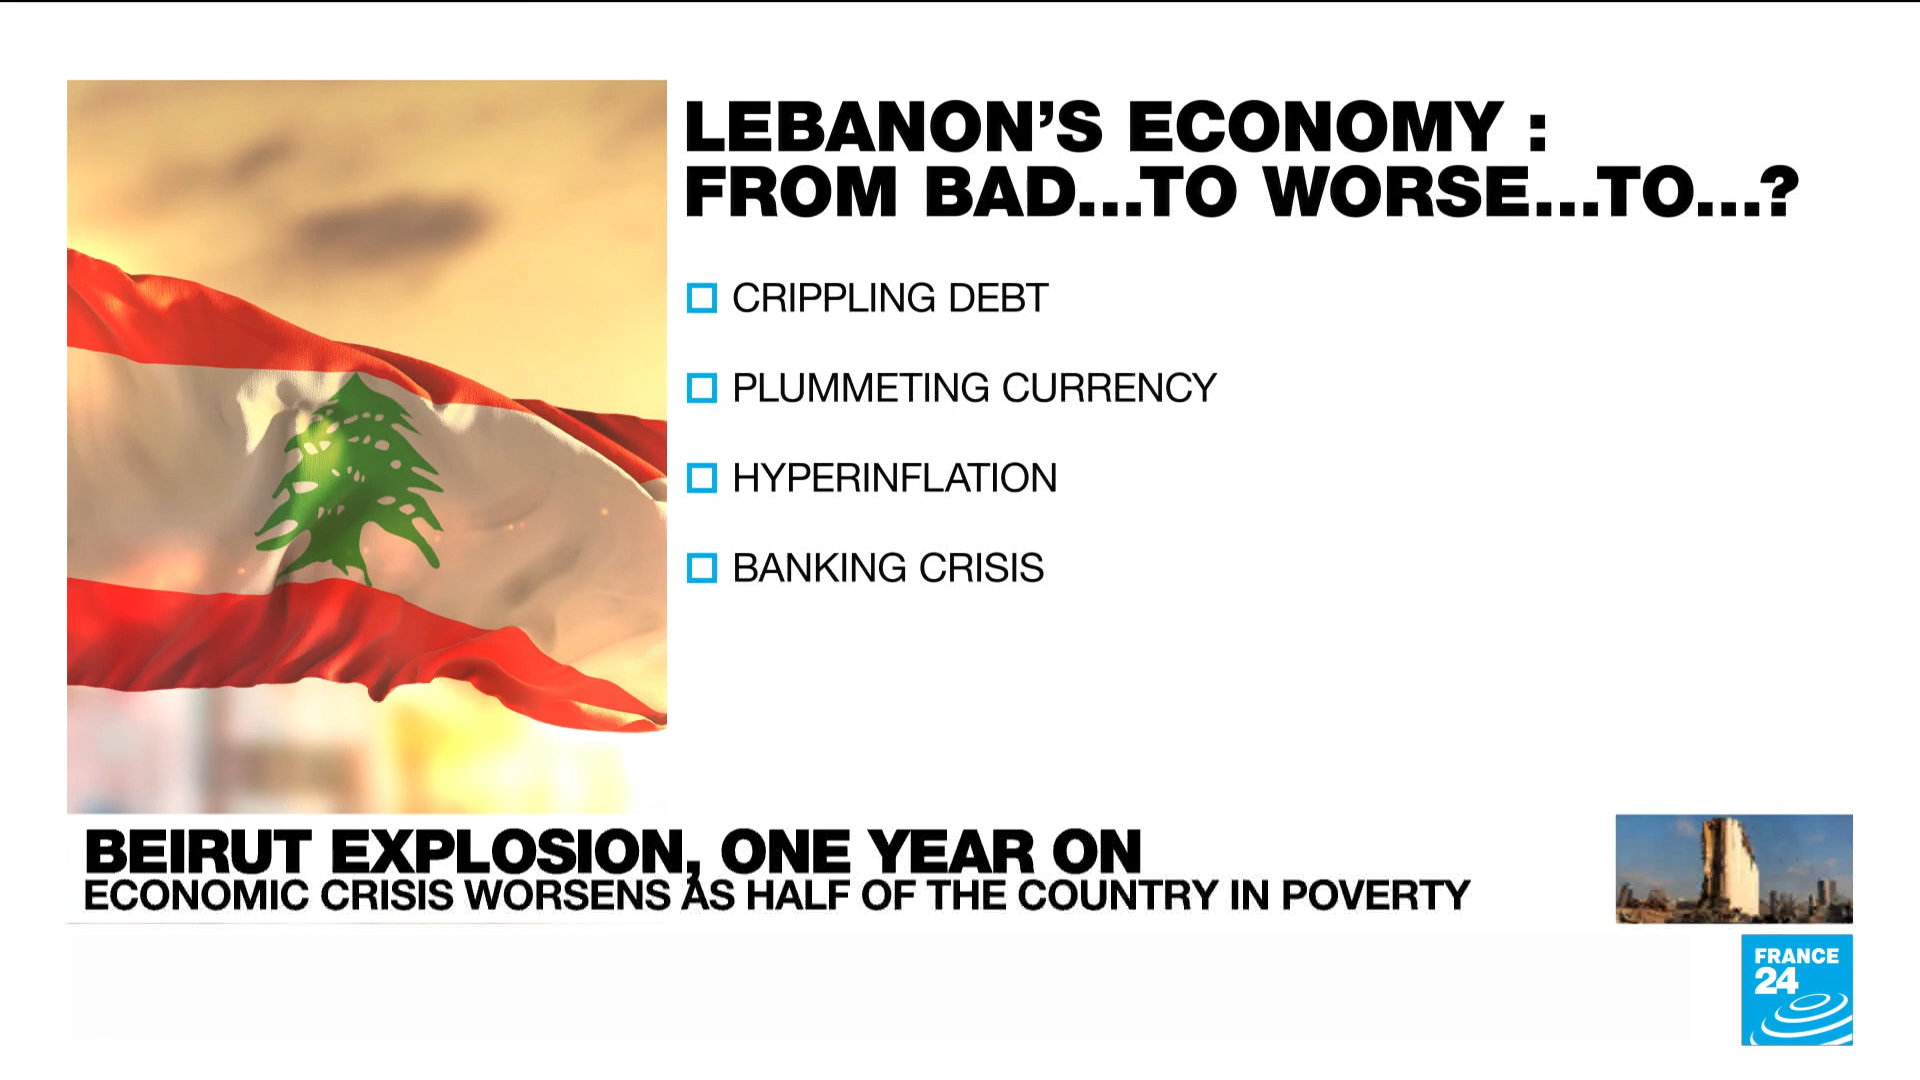 LEBANON’S ECONOMY :
FROM BAD...TO WORSE...TO...?
CRIPPLING DEBT
PLUMMETING CURRENCY
HYPERINFLATION
BANKING CRISIS
BEIRUT EXPLOSION, ONE YEAR ON
ECONOMIC CRISIS WORSENS AS HALF OF THE COUNTRY IN POVERTY
FRANCE
24